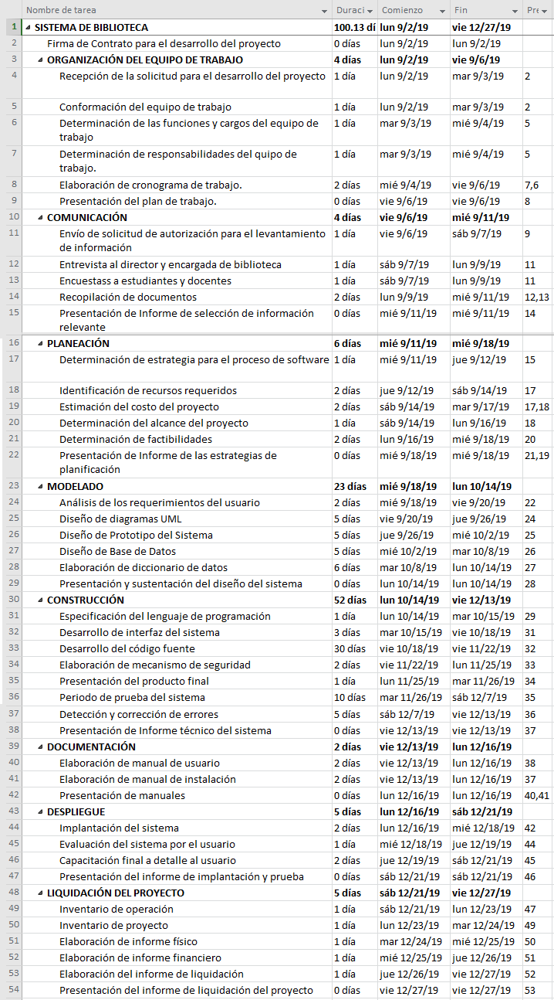 Nombre de tarea Duraci Comienzo Fin Pre
1 SISTEMA DE BIBLIOTECA 100.13 dí lun 9/2/19 vie 12/27/19
2 Firma de Contrato para el desarrollo del proyecto 0 días lun 9/2/19 lun 9/2/19
3 ORGANIZACIÓN DEL EQUIPO DE TRABAJO 4 días lun 9/2/19 vie 9/6/19
4 Recepción de la solicitud para el desarrollo del proyecto 1 día lun 9/2/19 mar 9/3/19 2
5 Conformación del equipo de trabajo 1 día lun 9/2/19 mar 9/3/19 2
6 Determinación de las funciones y cargos del equipo de 1 día mar 9/3/19 mié 9/4/19 5
trabajo
7 Determinación de responsabilidades del quipo de 1 día mar 9/3/19 mié 9/4/19 5
trabajo.
8 Elaboración de cronograma de trabajo. 2 días mié 9/4/19 vie 9/6/19 7,6
9 Presentación del plan de trabajo. 0 días vie 9/6/19 vie 9/6/19 8
10 COMUNICACIÓN 4 días vie 9/6/19 mié 9/11/19
11 Envío de solicitud de autorización para el levantamiento 1 día vie 9/6/19 sáb 9/7/19 9
de información
12 Entrevista al director y encargada de biblioteca 1 día sáb 9/7/19 lun 9/9/19 11
13 Encuestass a estudiantes y docentes 1 día sáb 9/7/19 lun 9/9/19 11
14 Recopilación de documentos 2 días lun 9/9/19 mié 9/11/19 12,13
15 Presentación de Informe de selección de información 0 días mié 9/11/19 mié 9/11/19 14
relevante
16 PLANEACIÓN 6 días mié 9/11/19 mié 9/18/19
17 Determinación de estrategia para el proceso de software 1 día mié 9/11/19 jue 9/12/19 15
18 Identificación de recursos requeridos 2 días jue 9/12/19 sáb 9/14/19 17
19 Estimación del costo del proyecto 2 días sáb 9/14/19 mar 9/17/19 17,18
20 Determinación del alcance del proyecto 1 día sáb 9/14/19 lun 9/16/19 18
21 Determinación de factibilidades 2 días lun 9/16/19 mié 9/18/19 20
22 Presentación de Informe de las estrategias de 0 días mié 9/18/19 mié 9/18/19 21,19
planificación
23 MODELADO 23 días mié 9/18/19 lun 10/14/19
24 Análisis de los requerimientos del usuario 2 días mié 9/18/19 vie 9/20/19 22
25 Diseño de diagramas UML 5 días vie 9/20/19 jue 9/26/19 24
26 Diseño de Prototipo del Sistema 5 días jue 9/26/19 mié 10/2/19 25
27 Diseño de Base de Datos 5 días mié 10/2/19 mar 10/8/19 26
28 Elaboración de diccionario de datos 6 días mar 10/8/19 lun 10/14/19 27
29 Presentación y sustentación del diseño del sistema 0 días lun 10/14/19 lun 10/14/19 28
30 CONSTRUCCIÓN 52 días lun 10/14/19 vie 12/13/19
31 Especificación del lenguaje de programación 1 día lun 10/14/19 mar 10/15/19 29
32 Desarrollo de interfaz del sistema 3 días mar 10/15/19 vie 10/18/19 31
33 Desarrollo del código fuente 30 días vie 10/18/19 vie 11/22/19 32
34 Elaboración de mecanismo de seguridad 2 días vie 11/22/19 lun 11/25/19 33
35 Presentación del producto final 1 día lun 11/25/19 mar 11/26/19 34
36 Periodo de prueba del sistema 10 días mar 11/26/19 sáb 12/7/19 35
37 Detección y corrección de errores 5 días sáb 12/7/19 vie 12/13/19 36
38 Presentación de Informe técnico del sistema 0 días vie 12/13/19 vie 12/13/19 37
39 DOCUMENTACIÓN 2 días vie 12/13/19 lun 12/16/19
40 Elaboración de manual de usuario 2 días vie 12/13/19 lun 12/16/19 38
41 Elaboración de manual de instalación 2 días vie 12/13/19 lun 12/16/19 37
42 Presentación de manuales 0 días lun 12/16/19 lun 12/16/19 40,41
43 DESPLIEGUE 5 días lun 12/16/19 sáb 12/21/19
44 Implantación del sistema 2 días lun 12/16/19 mié 12/18/19 42
45 Evaluación del sistema por el usuario 1 día mié 12/18/19 jue 12/19/19 44
46 Capacitación final a detalle al usuario 2 días jue 12/19/19 sáb 12/21/19 45
47 Presentación del informe de implantación y prueba 0 días sáb 12/21/19 sáb 12/21/19 46
48 LIQUIDACIÓN DEL PROYECTO 5 días sáb 12/21/19 vie 12/27/19
49 Inventario de operación 1 día sáb 12/21/19 lun 12/23/19 47
50 Inventario de proyecto 1 día lun 12/23/19 mar 12/24/19 49
51 Elaboración de informe físico 1 día mar 12/24/19 mié 12/25/19 50
52 Elaboración de informe financiero 1 día mié 12/25/19 jue 12/26/19 51
53 Elaboración del informe de liquidación 1 día jue 12/26/19 vie 12/27/19 52
54 Presentación del informe de liquidación del proyecto 0 días vie 12/27/19 vie 12/27/19 53